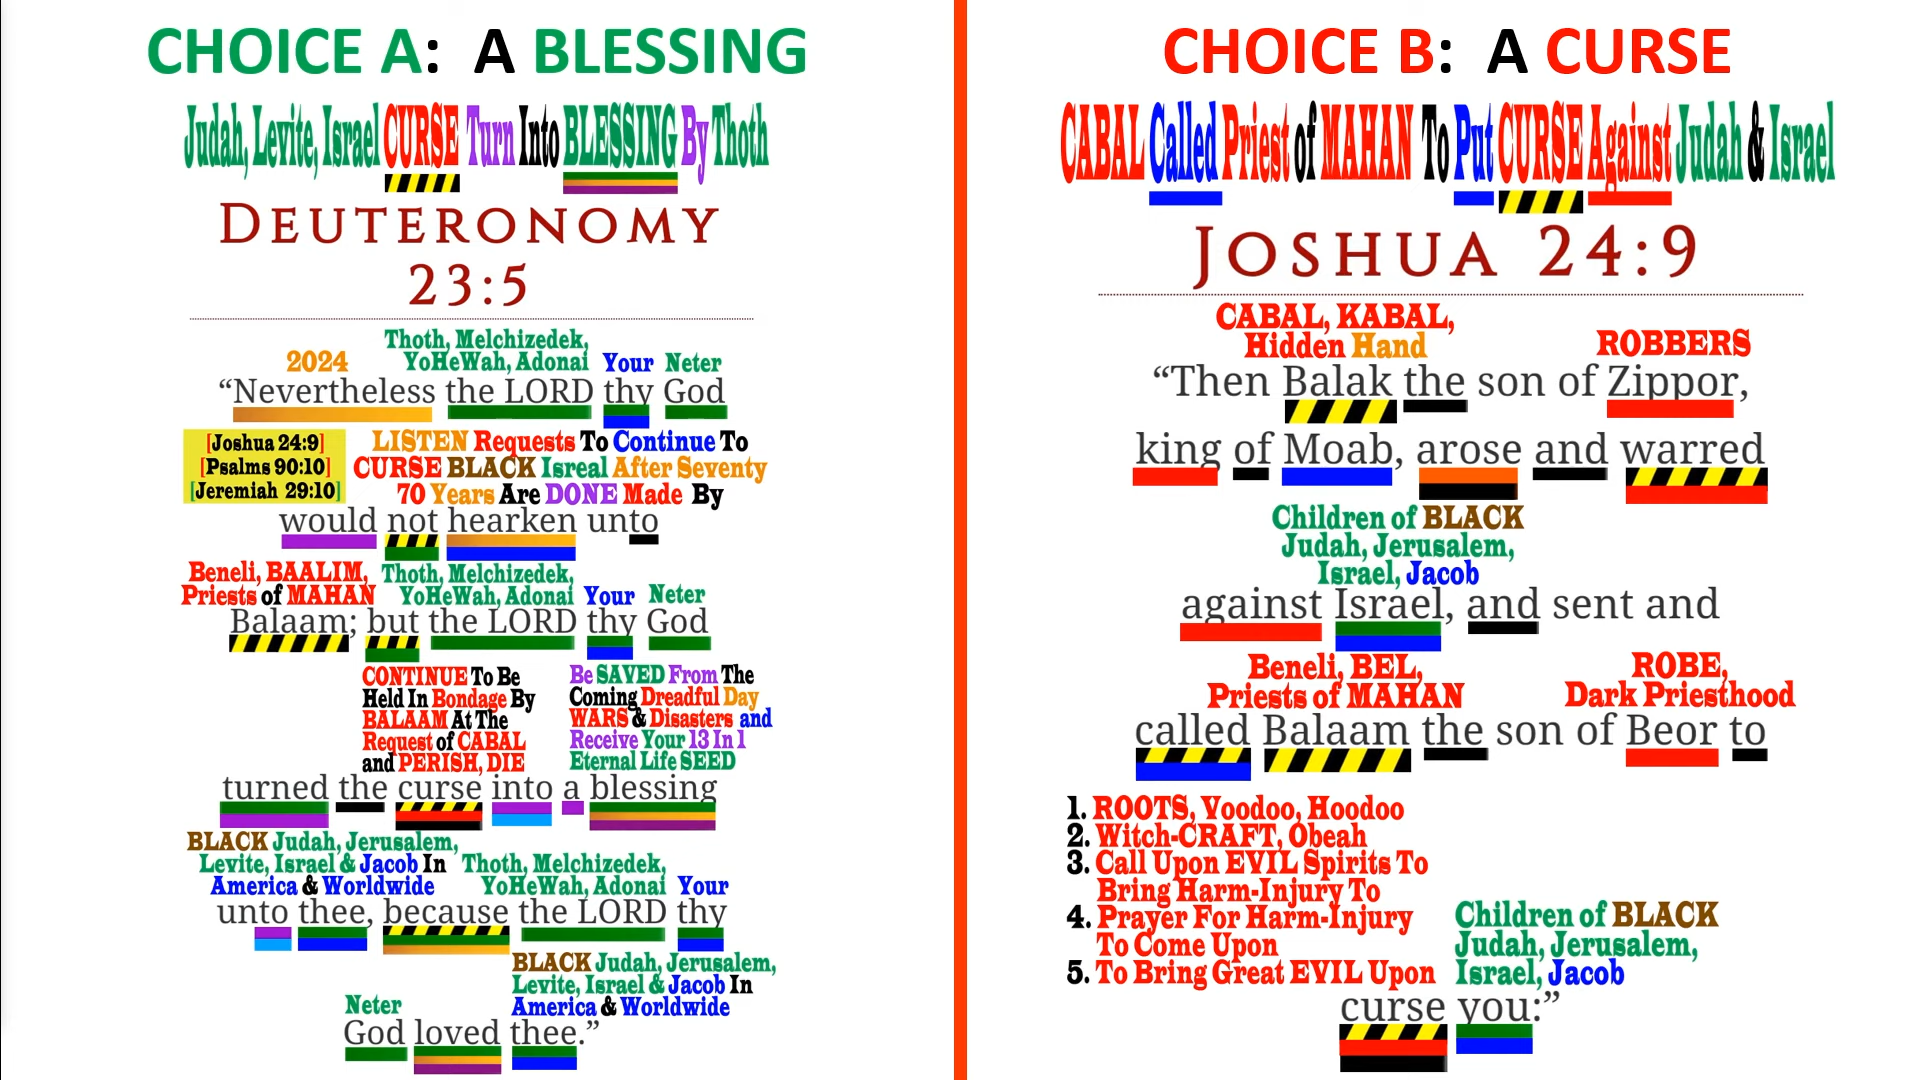 CHOICE A: A BLESSING
Judah, Levite, Israel CURSE Turn Into BLESSING By Thoth
DEUTERONOMY
23:5
2024
Thoth, Melchizedek,
YoHeWah, Adonai
Your
Neter
“Nevertheless the LORD thy God
[Joshua 24:9]
[Psalms 90:10]
[Jeremiah 29:10]
LISTEN Requests To Continue To
CURSE BLACK Isreal After Seventy
70 Years Are DONE Made By
would not hearken unto
Beneli, BAALIM,
Priests of MAHAN
Thoth, Melchizedek,
YoHeWah, Adonai
Your
Neter
Balaam; but the LORD thy God
CONTINUE To Be
Held In Bondage By
BALAAM At The
Request of CABAL
and PERISH, DIE
Be SAVED From The
Coming Dreadful Day
WARS & Disasters and
Receive Your 13 In 1
Eternal Life SEED
turned the curse into a blessing
BLACK Judah, Jerusalem,
Levite, Israel & Jacob In
America & Worldwide
Thoth, Melchizedek,
YoHeWah, Adonai
Your
unto thee, because the LORD thy
Neter
BLACK Judah, Jerusalem,
Levite, Israel & Jacob In
America & Worldwide
God loved thee.”
CHOICE B: A CURSE
CABAL Called Priest of MAHAN To Put CURSE Against Judah & Israel
JOSHUA 24:9
CABAL, KABAL,
Hidden Hand
ROBBERS
“Then Balak the son of Zippor,
king of Moab, arose and warred
Children of BLACK
Judah, Jerusalem,
Israel, Jacob
against Israel, and sent and
Beneli, BEL,
Priests of MAHAN
ROBE,
Dark Priesthood
called Balaam the son of Beor to
1. ROOTS, Voodoo, Hoodoo
2. Witch-CRAFT, Obeah
3. Call Upon EVIL Spirits To
Bring Harm-Injury To
4. Prayer For Harm-Injury
To Come Upon
5. To Bring Great EVIL Upon
Children of BLACK
Judah, Jerusalem,
Israel, Jacob
curse you:”